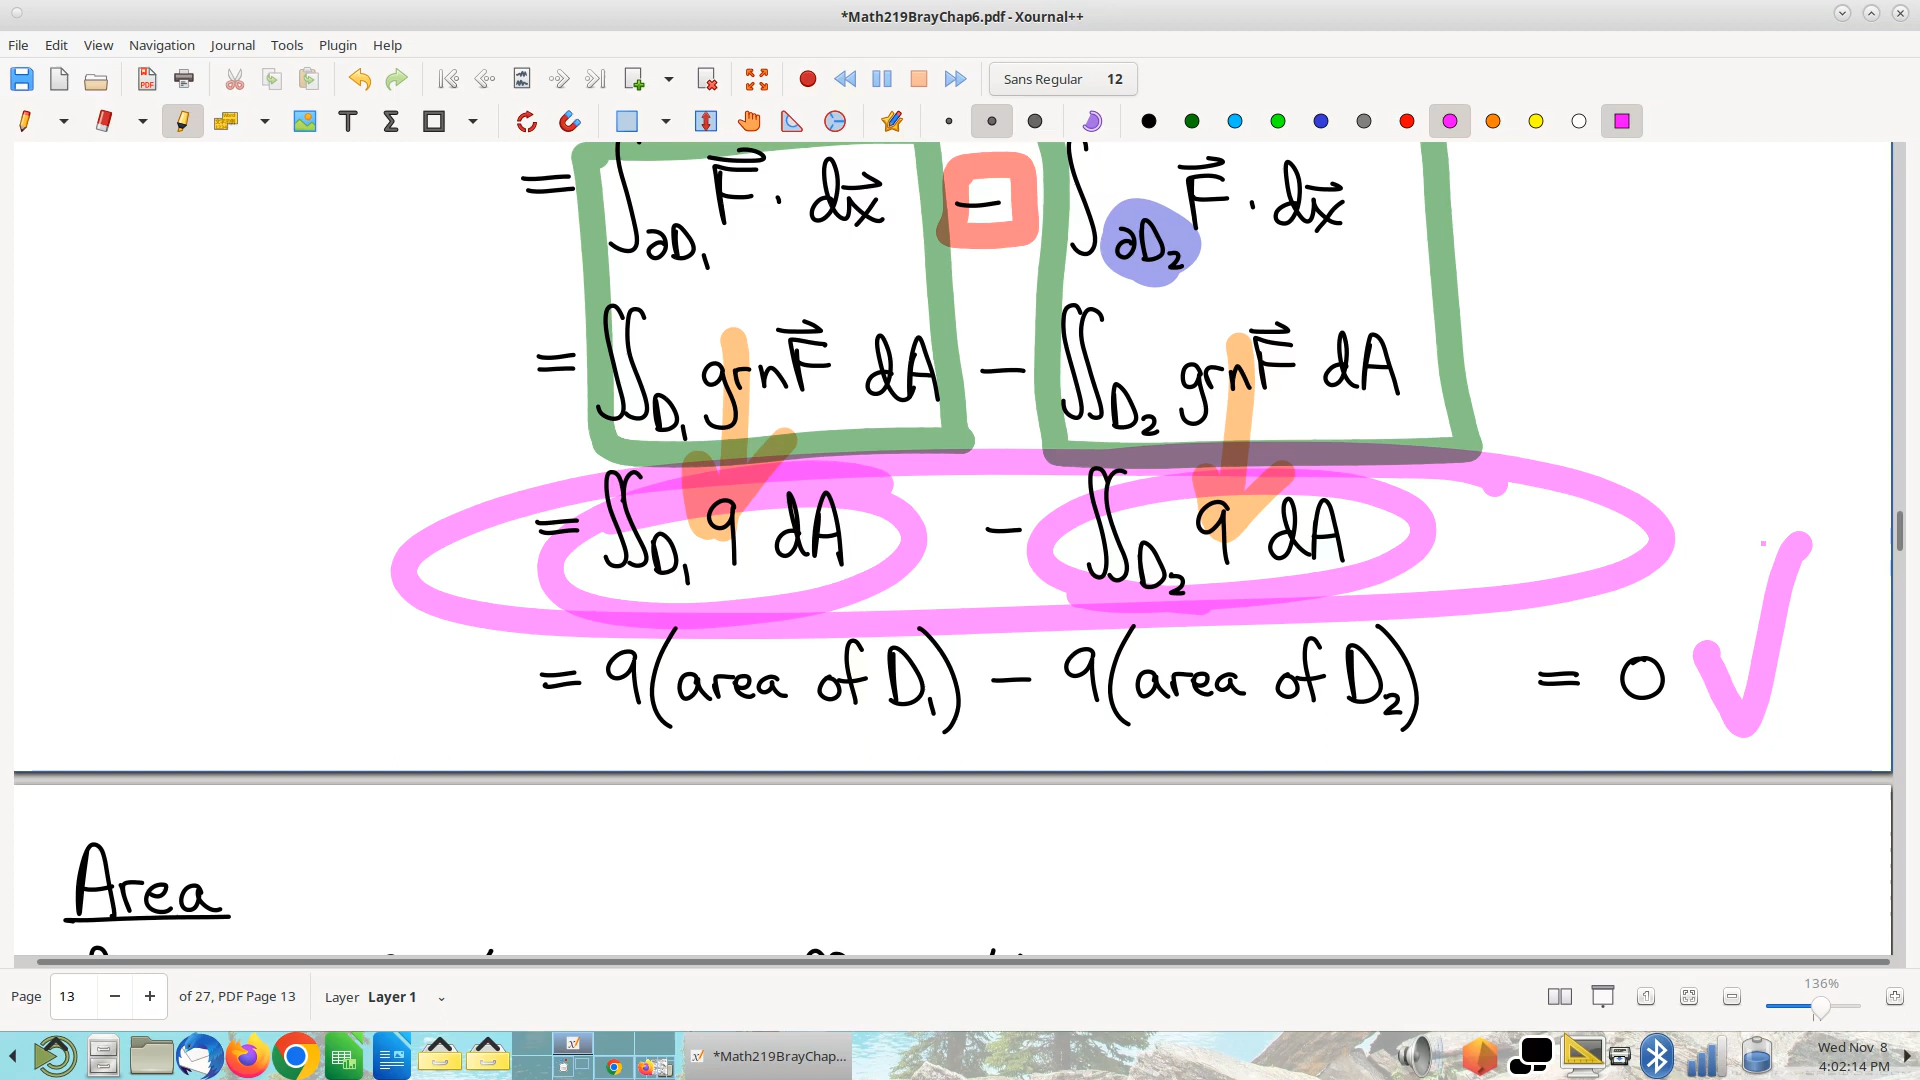 *Math219BrayChap6.pdf - Xournal++
File Edit View Navigation Journal Tools Plugin Help
Sans Regular 12
= ∫∂D₁ F⃗ · dx⃗ − ∫∂D₂ F⃗ · dx⃗
= ∬D₁ grnF⃗ dA − ∬D₂ grnF⃗ dA
= ∬D₁ 9 dA − ∬D₂ 9 dA
= 9(area of D₁) − 9(area of D₂) = 0
Area
Page 13 of 27, PDF Page 13 Layer Layer 1 136%
*Math219BrayChap...
Wed Nov 8
4:02:14 PM